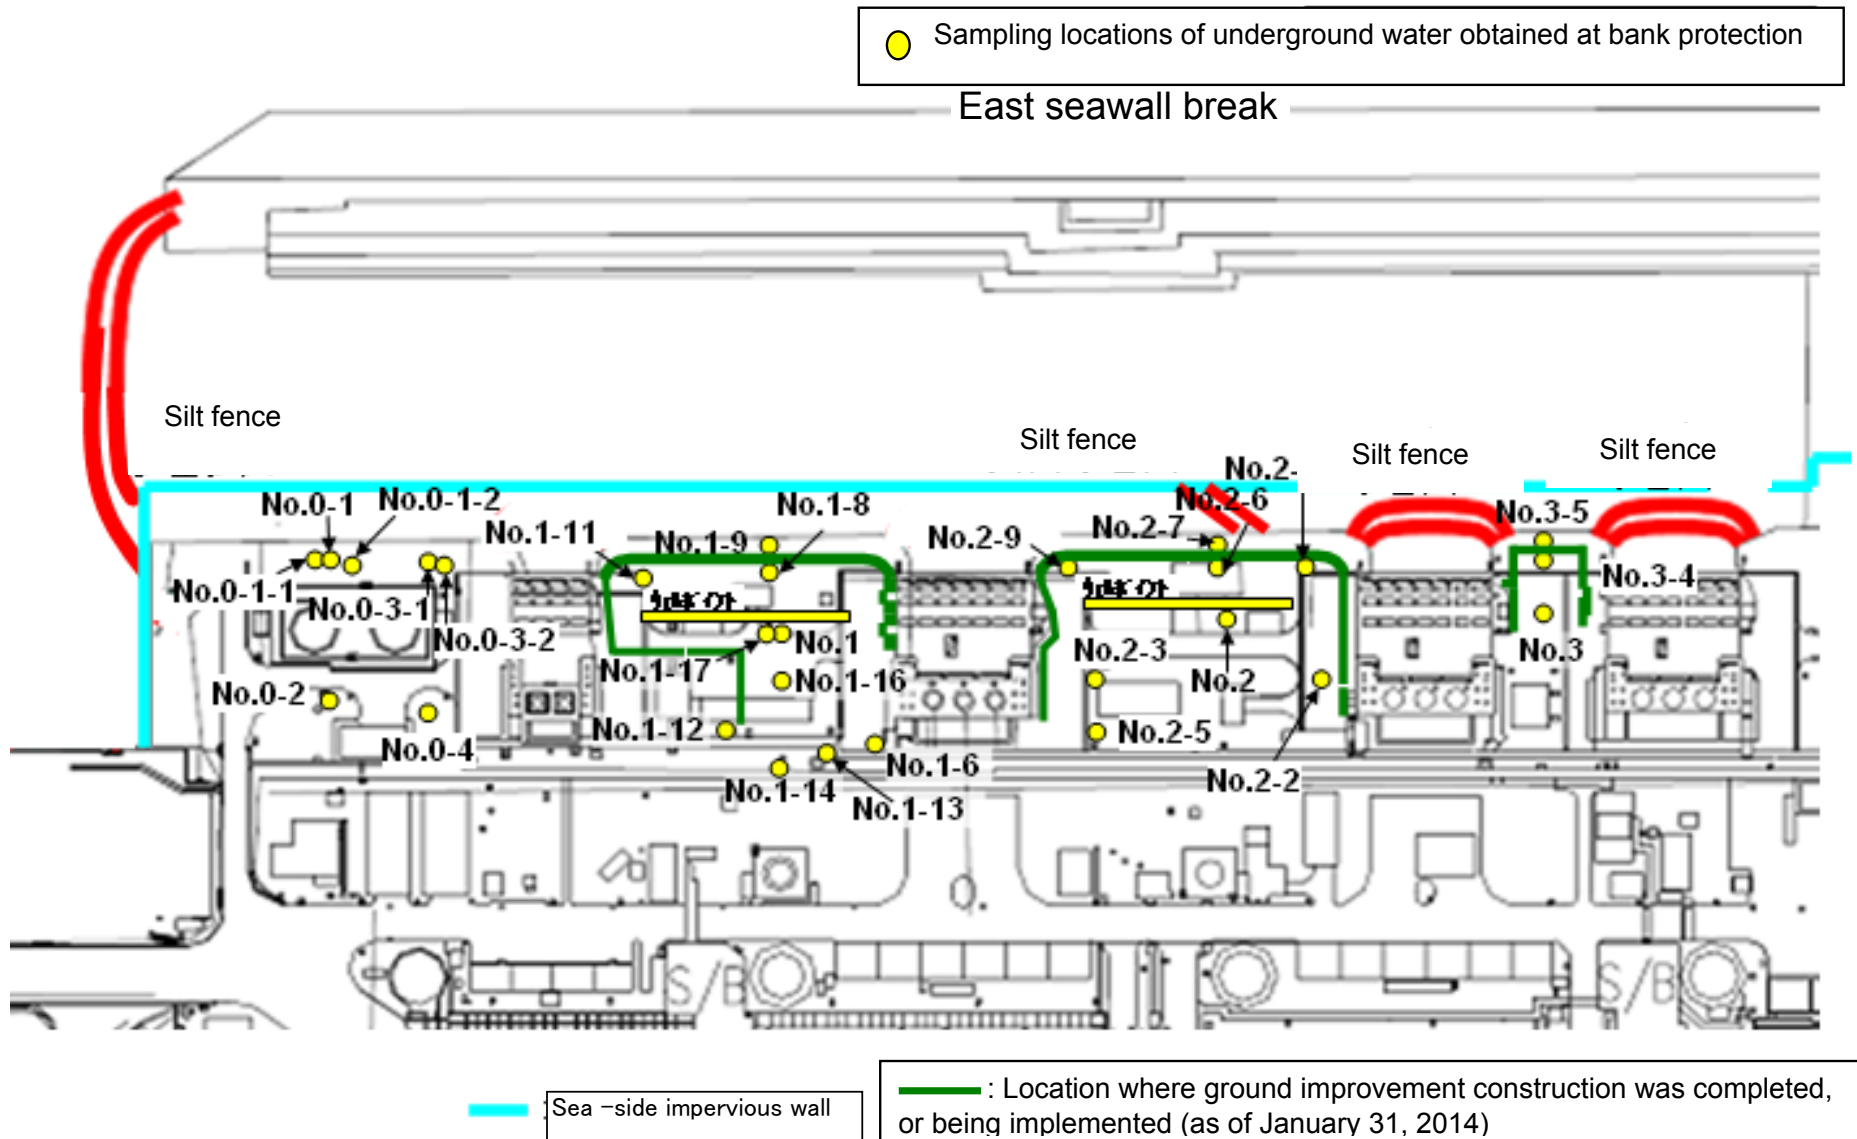 Sampling locations of underground water obtained at bank protection
East seawall break
Silt fence
Silt fence
Silt fence
Silt fence
No.2-
No.0-1
No.0-1-2
No.1-8
No.2-6
No.3-5
No.1-11
No.1-9
No.2-9
No.2-7
No.0-1-1
No.0-3-1
No.3-4
No.0-3-2
No.1
No.1-17
No.2-3
No.3
No.0-2
No.1-16
No.2
No.1-12
No.2-5
No.0-4
No.1-6
No.2-2
No.1-14
No.1-13
S/B
S/B
: Location where ground improvement construction was completed,
or being implemented (as of January 31, 2014)
Sea -side impervious wall